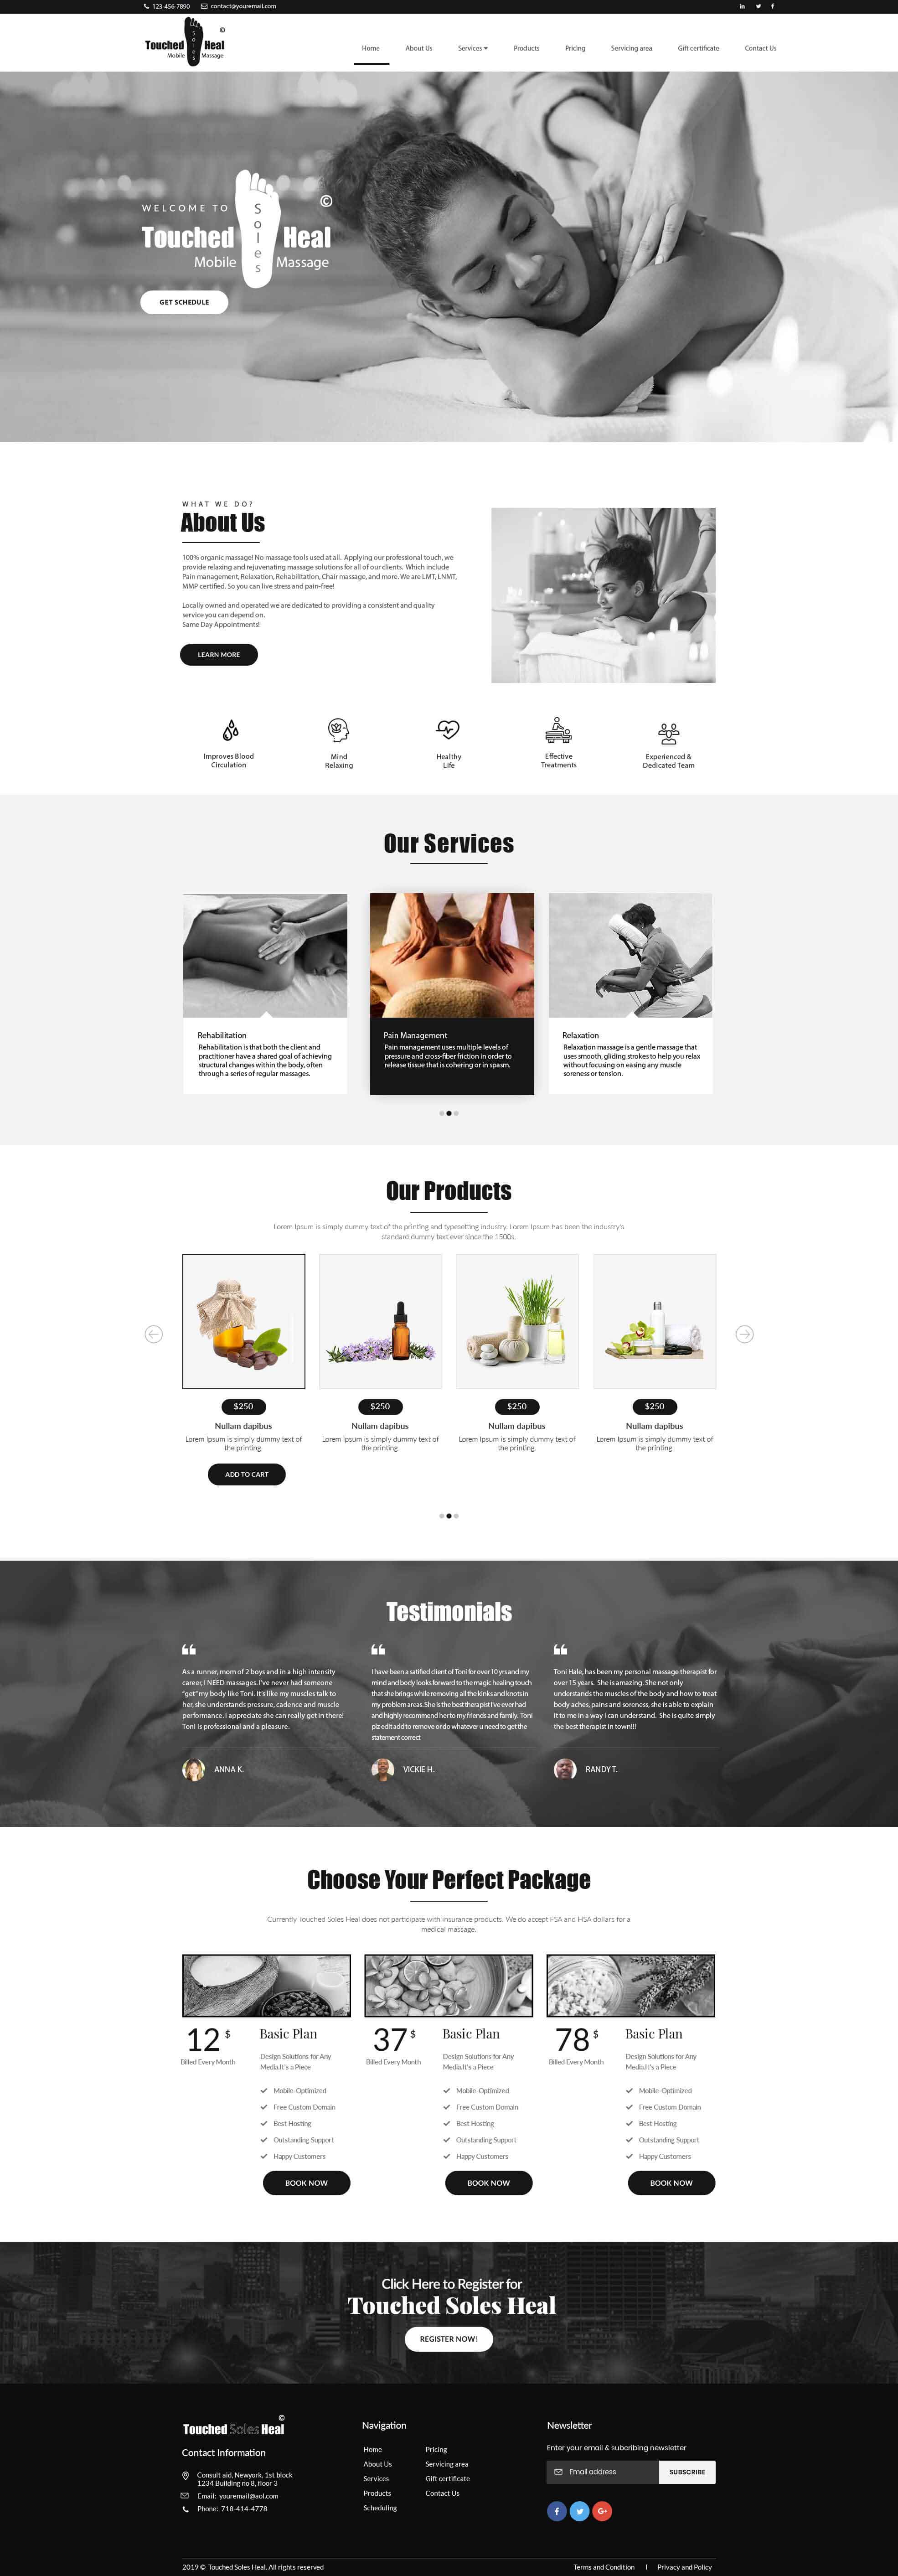 123-456-7890
contact@youremail.com
Touched Soles Heal ©
Mobile Massage
Home
About Us
Services
Products
Pricing
Servicing area
Gift certificate
Contact Us
WELCOME TO
Touched Soles Heal ©
Mobile Massage
GET SCHEDULE
WHAT WE DO?
About Us
100% organic massage! No massage tools used at all. Applying our professional touch, we
provide relaxing and rejuvenating massage solutions for all of our clients. Which include
Pain management, Relaxation, Rehabilitation, Chair massage, and more. We are LMT, LNMT,
MMP certified. So you can live stress and pain-free!
Locally owned and operated we are dedicated to providing a consistent and quality
service you can depend on.
Same Day Appointments!
LEARN MORE
Improves Blood
Circulation
Mind
Relaxing
Healthy
Life
Effective
Treatments
Experienced &
Dedicated Team
Our Services
Rehabilitation
Rehabilitation is that both the client and
practitioner have a shared goal of achieving
structural changes within the body, often
through a series of regular massages.
Pain Management
Pain management uses multiple levels of
pressure and cross-fiber friction in order to
release tissue that is cohering or in spasm.
Relaxation
Relaxation massage is a gentle massage that
uses smooth, gliding strokes to help you relax
without focusing on easing any muscle
soreness or tension.
Our Products
Lorem Ipsum is simply dummy text of the printing and typesetting industry. Lorem Ipsum has been the industry's
standard dummy text ever since the 1500s.
$250
Nullam dapibus
Lorem Ipsum is simply dummy text of
the printing.
ADD TO CART
$250
Nullam dapibus
Lorem Ipsum is simply dummy text of
the printing.
$250
Nullam dapibus
Lorem Ipsum is simply dummy text of
the printing.
$250
Nullam dapibus
Lorem Ipsum is simply dummy text of
the printing.
Testimonials
As a runner, mom of 2 boys and in a high intensity
career, I NEED massages. I've never had someone
"get" my body like Toni. It's like my muscles talk to
her, she understands pressure, cadence and muscle
performance. I appreciate she can really get in there!
Toni is professional and a pleasure.
ANNA K.
I have been a satified client of Toni for over 10 yrs and my
mind and body looks forward to the magic healing touch
that she brings while removing all the kinks and knots in
my problem areas. She is the best therapist I've ever had
and highly recommend her to my friends and family. Toni
plz edit add to remove or do whatever u need to get the
statement correct
VICKIE H.
Toni Hale, has been my personal massage therapist for
over 15 years. She is amazing. She not only
understands the muscles of the body and how to treat
body aches, pains and soreness, she is able to explain
it to me in a way I can understand. She is quite simply
the best therapist in town!!!
RANDY T.
Choose Your Perfect Package
Currently Touched Soles Heal does not participate with insurance products. We do accept FSA and HSA dollars for a
medical massage.
12 $
Billed Every Month
Basic Plan
Design Solutions for Any
Media.It's a Piece
Mobile-Optimized
Free Custom Domain
Best Hosting
Outstanding Support
Happy Customers
BOOK NOW
37 $
Billed Every Month
Basic Plan
Design Solutions for Any
Media.It's a Piece
Mobile-Optimized
Free Custom Domain
Best Hosting
Outstanding Support
Happy Customers
BOOK NOW
78 $
Billed Every Month
Basic Plan
Design Solutions for Any
Media.It's a Piece
Mobile-Optimized
Free Custom Domain
Best Hosting
Outstanding Support
Happy Customers
BOOK NOW
Click Here to Register for
Touched Soles Heal
REGISTER NOW!
Touched Soles Heal ©
Contact Information
Consult aid, Newyork, 1st block
1234 Building no 8, floor 3
Email: youremail@aol.com
Phone: 718-414-4778
Navigation
Home
About Us
Services
Products
Scheduling
Pricing
Servicing area
Gift certificate
Contact Us
Newsletter
Enter your email & subcribing newsletter
Email address
SUBSCRIBE
2019 © Touched Soles Heal. All rights reserved
Terms and Condition | Privacy and Policy